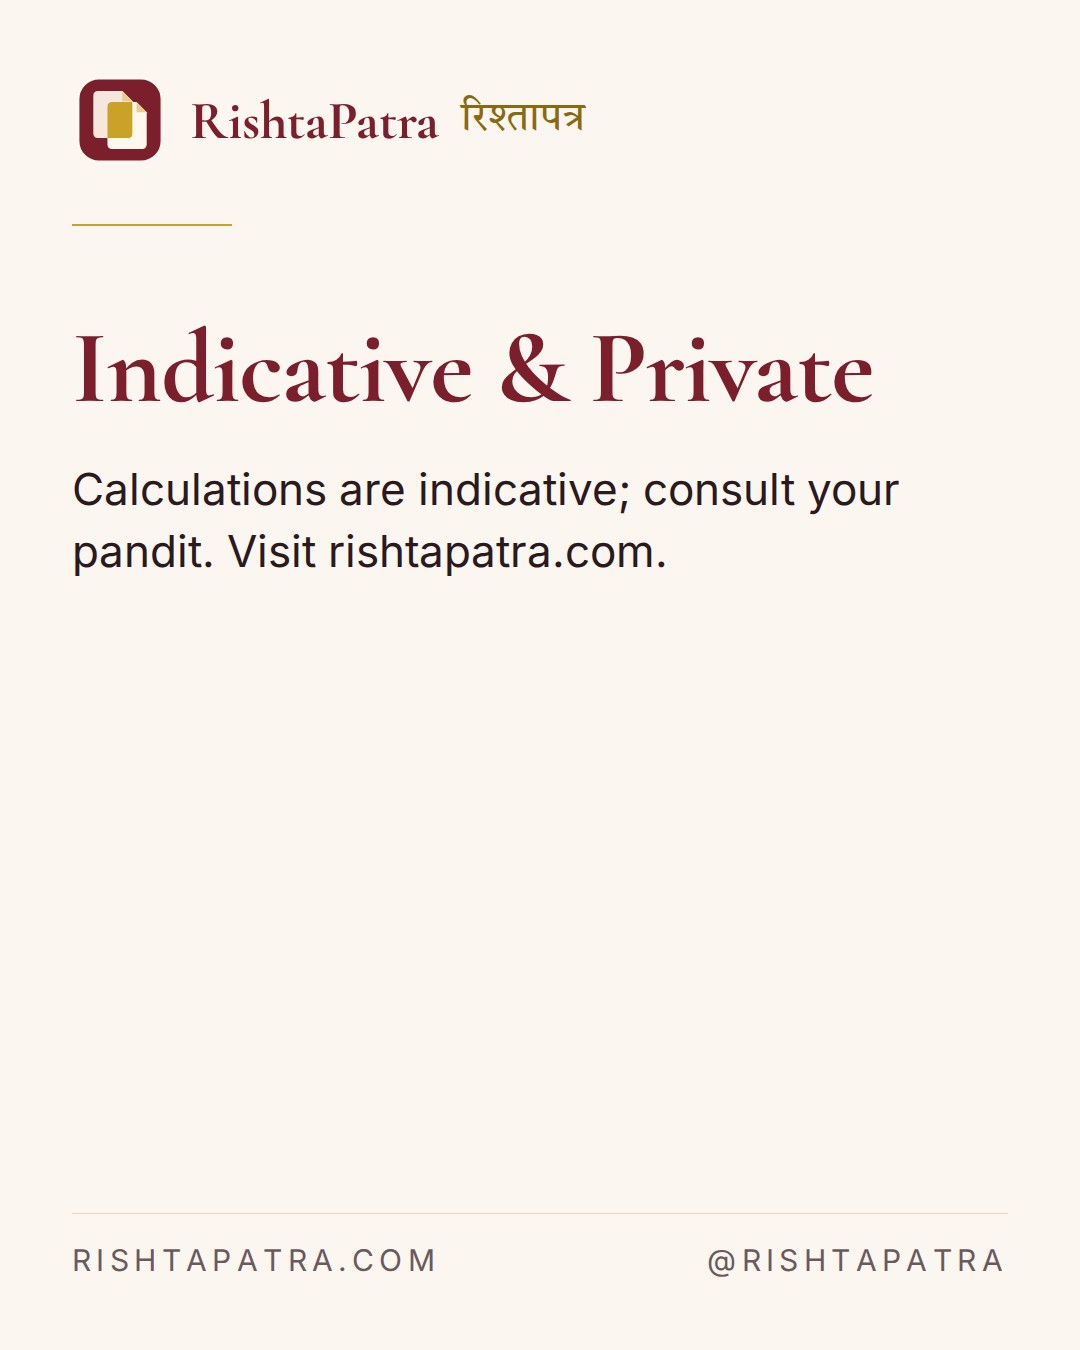 RishtaPatra रिश्तापत्र
Indicative & Private
Calculations are indicative; consult your
pandit. Visit rishtapatra.com.
RISHTAPATRA.COM
@RISHTAPATRA